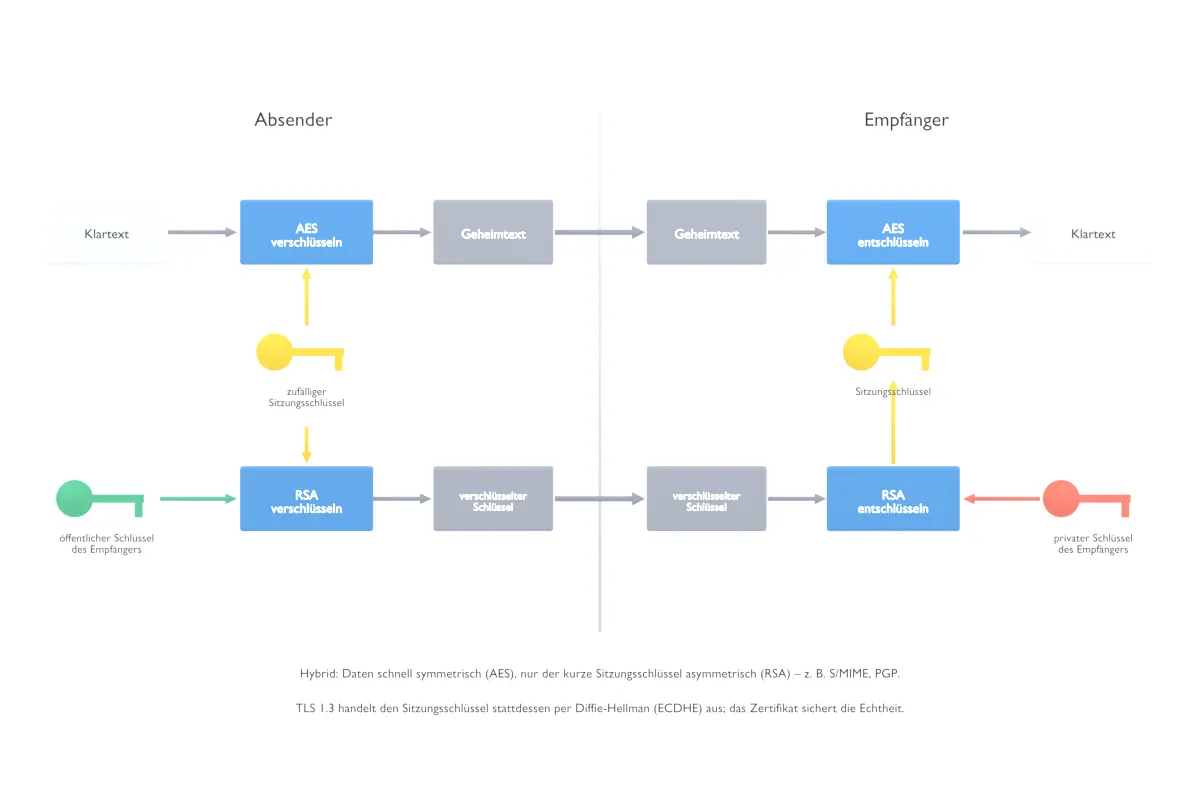 Absender
Empfänger
Klartext
AES
verschlüsseln
Geheimtext
Geheimtext
AES
entschlüsseln
Klartext
zufälliger
Sitzungsschlüssel
Sitzungsschlüssel
öffentlicher Schlüssel
des Empfängers
RSA
verschlüsseln
verschlüsselter
Schlüssel
verschlüsselter
Schlüssel
RSA
entschlüsseln
privater Schlüssel
des Empfängers
Hybrid: Daten schnell symmetrisch (AES), nur der kurze Sitzungsschlüssel asymmetrisch (RSA) – z. B. S/MIME, PGP.
TLS 1.3 handelt den Sitzungsschlüssel stattdessen per Diffie-Hellman (ECDHE) aus; das Zertifikat sichert die Echtheit.